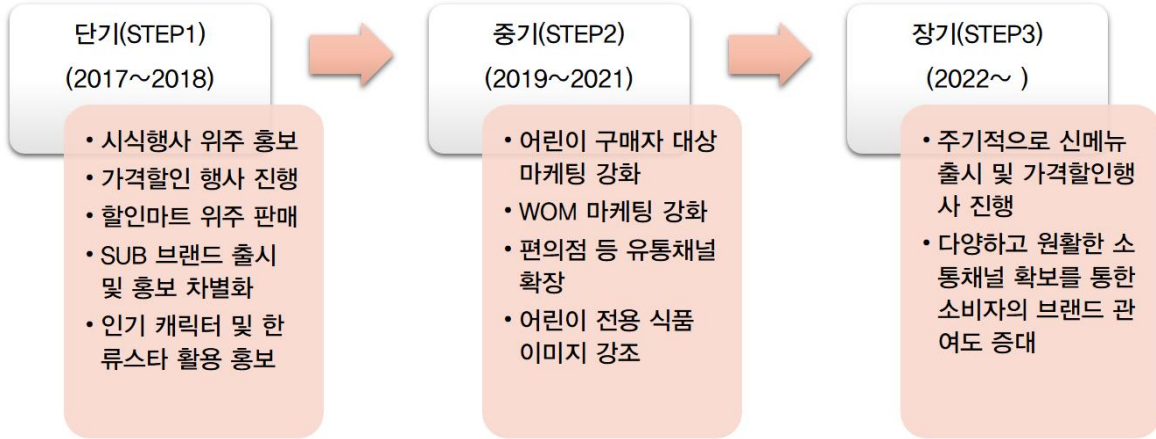 단기(STEP1)
(2017～2018)
• 시식행사 위주 홍보
• 가격할인 행사 진행
• 할인마트 위주 판매
• SUB 브랜드 출시
및 홍보 차별화
• 인기 캐릭터 및 한
류스타 활용 홍보
중기(STEP2)
(2019～2021)
• 어린이 구매자 대상
마케팅 강화
• WOM 마케팅 강화
• 편의점 등 유통채널
확장
• 어린이 전용 식품
이미지 강조
장기(STEP3)
(2022～ )
• 주기적으로 신메뉴
출시 및 가격할인행
사 진행
• 다양하고 원활한 소
통채널 확보를 통한
소비자의 브랜드 관
여도 증대